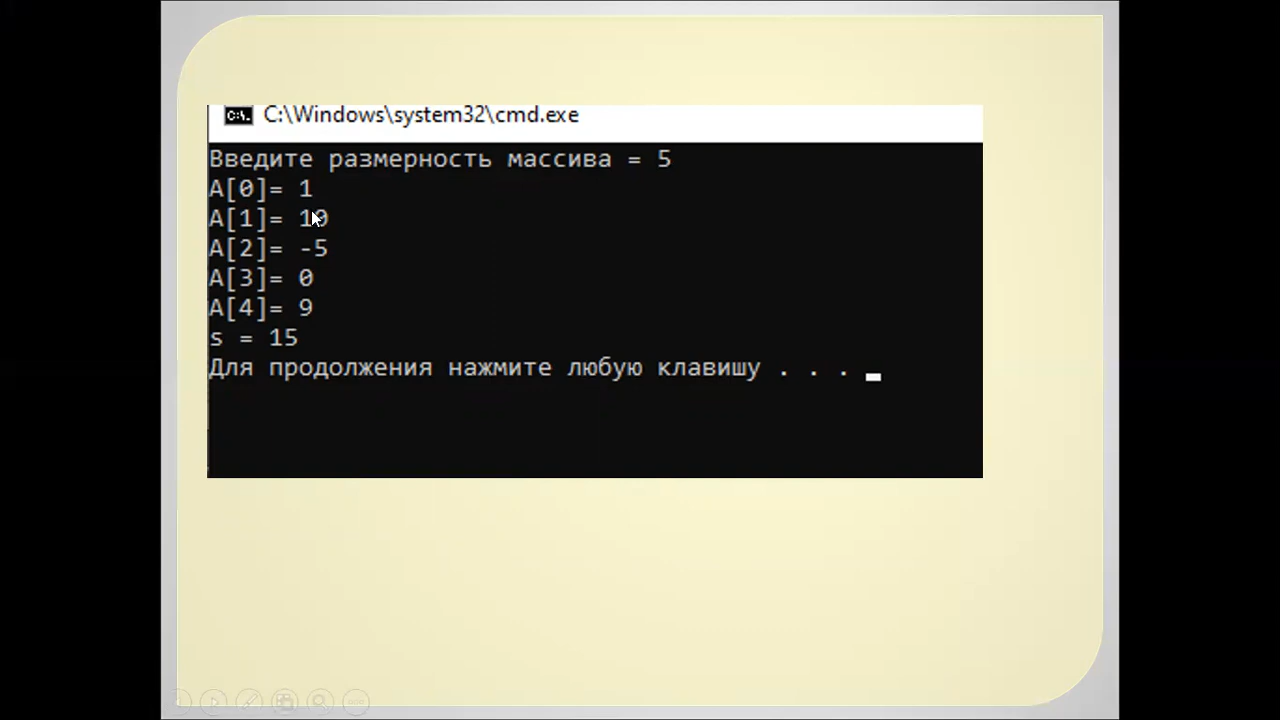 C:\Windows\system32\cmd.exe
Введите размерность массива = 5
A[0]= 1
A[1]= 10
A[2]= -5
A[3]= 0
A[4]= 9
s = 15
Для продолжения нажмите любую клавишу . . .